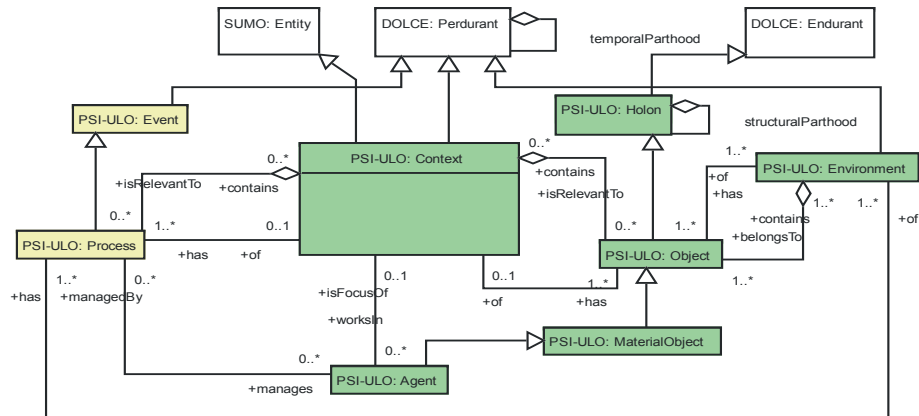 SUMO: Entity
DOLCE: Perdurant
DOLCE: Endurant
temporalParthood
PSI-ULO: Event
PSI-ULO: Holon
structuralParthood
PSI-ULO: Context
PSI-ULO: Environment
0..*
0..*
1..*
+isRelevantTo
+contains
+contains
+isRelevantTo
+of
+has
1..*
1..*
+contains
+belongsTo
+of
0..*
1..*
0..1
0..*
1..*
PSI-ULO: Process
+has
+of
PSI-ULO: Object
1..*
0..*
0..1
0..1
1..*
1..*
+has
+managedBy
+isFocusOf
+of
+has
+worksIn
PSI-ULO: MaterialObject
0..*
0..*
+manages
PSI-ULO: Agent